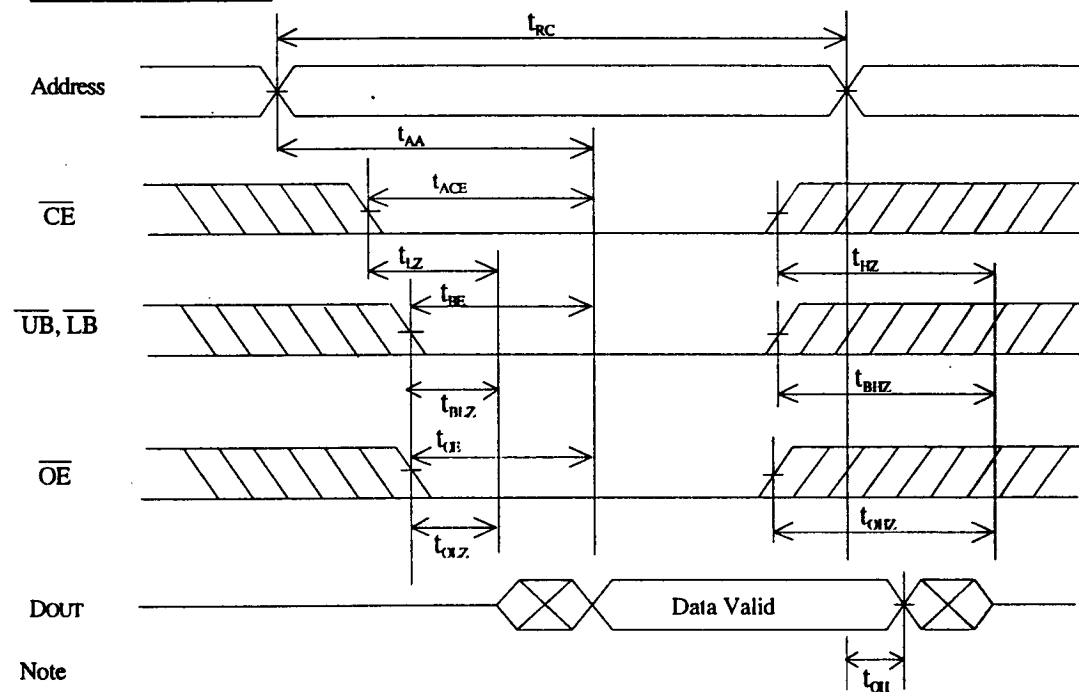 tRC
Address
tAA
tACE
CE
tLZ
tHZ
tBE
UB, LB
tBLZ
tBHZ
tOE
OE
tOLZ
tOHZ
DOUT
Data Valid
tOH
Note